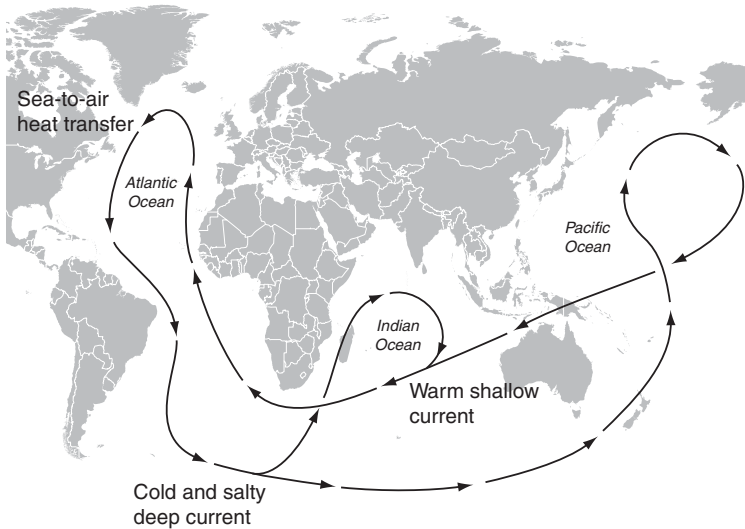 Sea-to-air
heat transfer
Atlantic
Ocean
Pacific
Ocean
Indian
Ocean
Warm shallow
current
Cold and salty
deep current